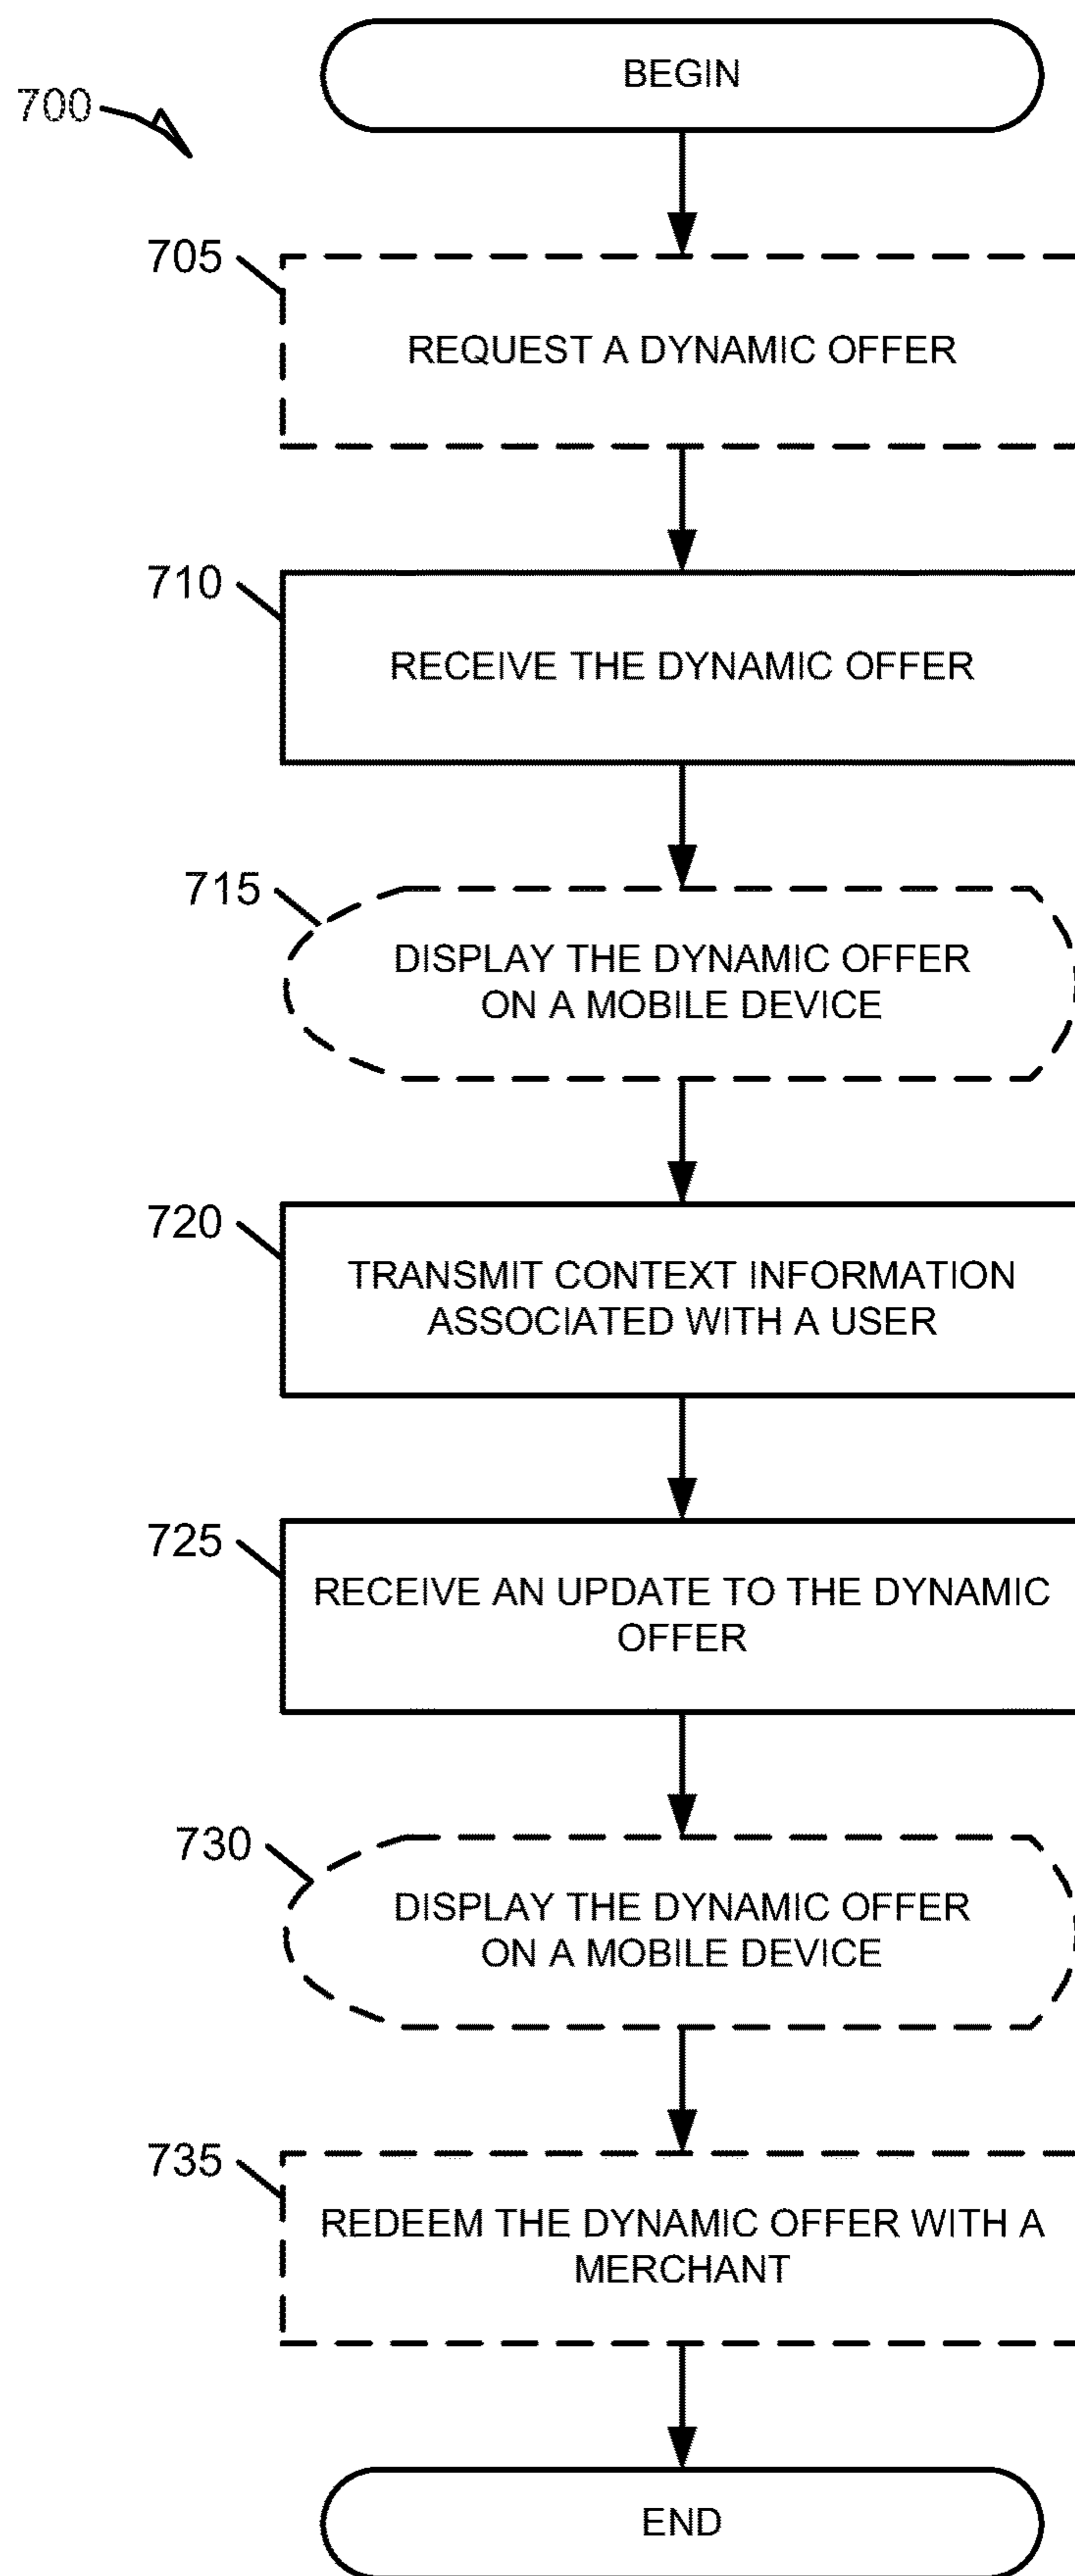 BEGIN
700
705
REQUEST A DYNAMIC OFFER
710
RECEIVE THE DYNAMIC OFFER
715
DISPLAY THE DYNAMIC OFFER
ON A MOBILE DEVICE
720
TRANSMIT CONTEXT INFORMATION
ASSOCIATED WITH A USER
725
RECEIVE AN UPDATE TO THE DYNAMIC
OFFER
730
DISPLAY THE DYNAMIC OFFER
ON A MOBILE DEVICE
735
REDEEM THE DYNAMIC OFFER WITH A
MERCHANT
END